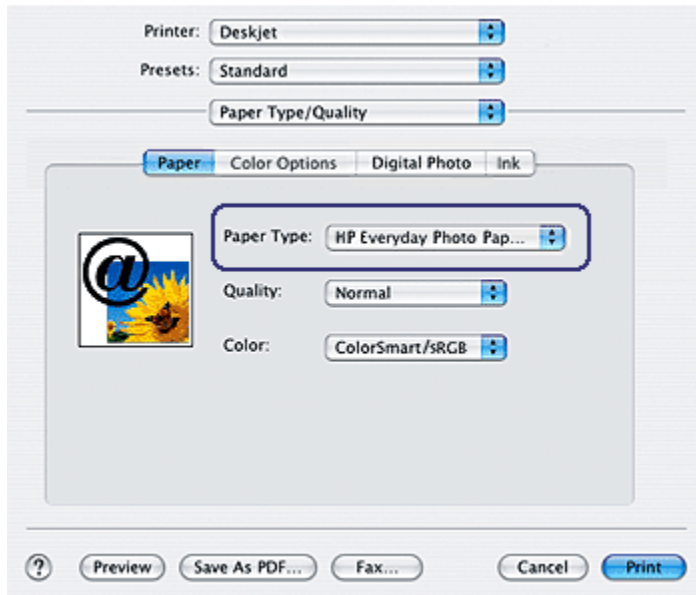 Printer: Deskjet
Presets: Standard
Paper Type/Quality
Paper Color Options Digital Photo Ink
Paper Type: HP Everyday Photo Pap...
@
Quality: Normal
Color: ColorSmart/sRGB
? Preview Save As PDF... Fax... Cancel Print